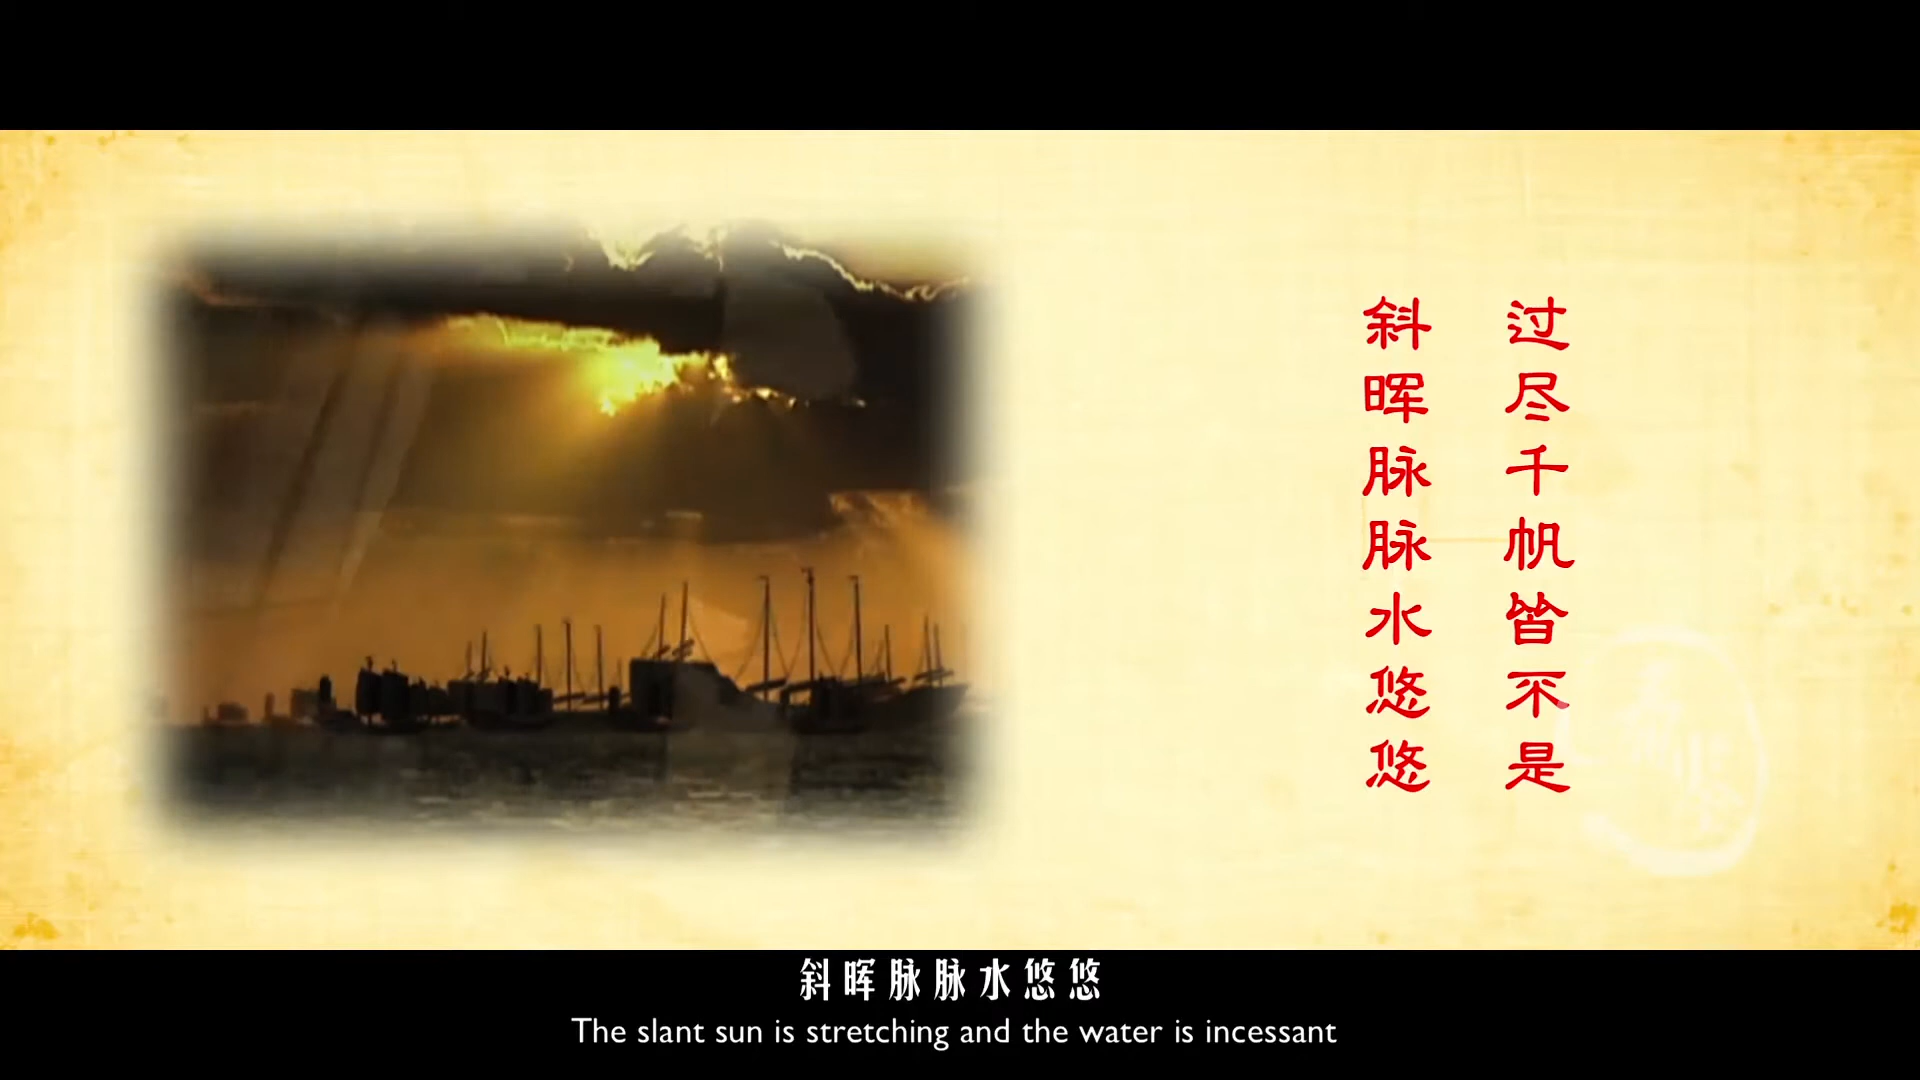 过尽千帆皆不是
斜晖脉脉水悠悠
斜晖脉脉水悠悠
The slant sun is stretching and the water is incessant